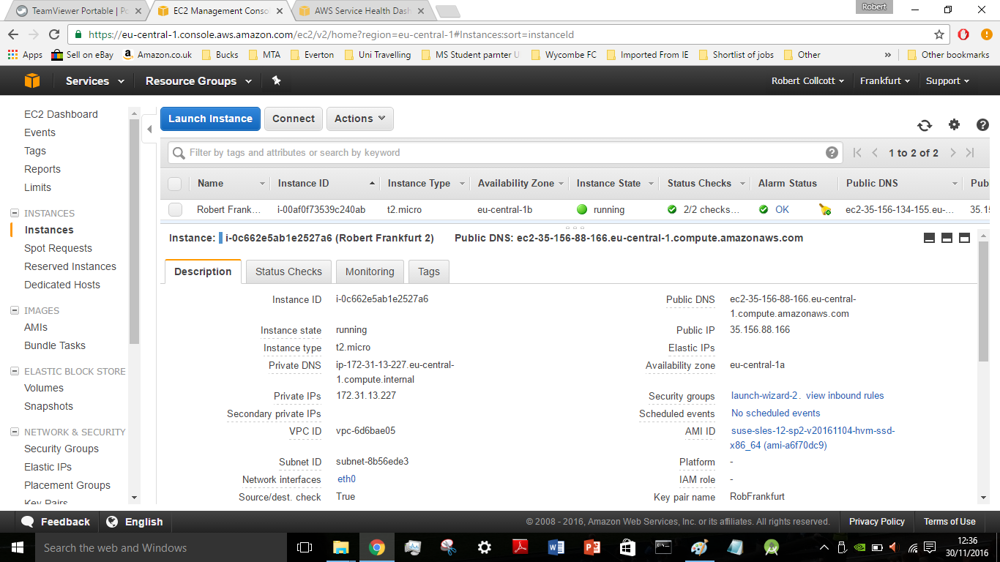 TeamViewer Portable | Po
EC2 Management Conso
AWS Service Health Dash
Robert
https://eu-central-1.console.aws.amazon.com/ec2/v2/home?region=eu-central-1#Instances:sort=instanceId
Apps Sell on eBay Amazon.co.uk Bucks MTA Everton Uni Travelling MS Student parnter U Wycombe FC Imported From IE Shortlist of jobs Other » Other bookmarks
Services Resource Groups Robert Collcott Frankfurt Support
EC2 Dashboard
Events
Tags
Reports
Limits
INSTANCES
Instances
Spot Requests
Reserved Instances
Dedicated Hosts
IMAGES
AMIs
Bundle Tasks
ELASTIC BLOCK STORE
Volumes
Snapshots
NETWORK & SECURITY
Security Groups
Elastic IPs
Placement Groups
Key Pairs
Launch Instance Connect Actions
Filter by tags and attributes or search by keyword
1 to 2 of 2
Name Instance ID Instance Type Availability Zone Instance State Status Checks Alarm Status Public DNS Pub
Robert Frank… i-00af0f73539c240ab t2.micro eu-central-1b running 2/2 checks… OK ec2-35-156-134-155.eu-… 35.15
Instance: i-0c662e5ab1e2527a6 (Robert Frankfurt 2) Public DNS: ec2-35-156-88-166.eu-central-1.compute.amazonaws.com
Description Status Checks Monitoring Tags
Instance ID i-0c662e5ab1e2527a6
Instance state running
Instance type t2.micro
Private DNS ip-172-31-13-227.eu-central-
1.compute.internal
Private IPs 172.31.13.227
Secondary private IPs
VPC ID vpc-6d6bae05
Subnet ID subnet-8b56ede3
Network interfaces eth0
Source/dest. check True
Public DNS ec2-35-156-88-166.eu-central-
1.compute.amazonaws.com
Public IP 35.156.88.166
Elastic IPs
Availability zone eu-central-1a
Security groups launch-wizard-2. view inbound rules
Scheduled events No scheduled events
AMI ID suse-sles-12-sp2-v20161104-hvm-ssd-
x86_64 (ami-a6f70dc9)
Platform -
IAM role -
Key pair name RobFrankfurt
Feedback English © 2008 - 2016, Amazon Web Services, Inc. or its affiliates. All rights reserved. Privacy Policy Terms of Use
Search the web and Windows
12:36
30/11/2016